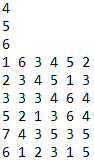 4
5
6
1 6 3 4 5 2
2 3 4 5 1 3
3 3 3 4 6 4
5 2 1 3 6 4
7 4 3 5 3 5
6 1 2 3 1 5